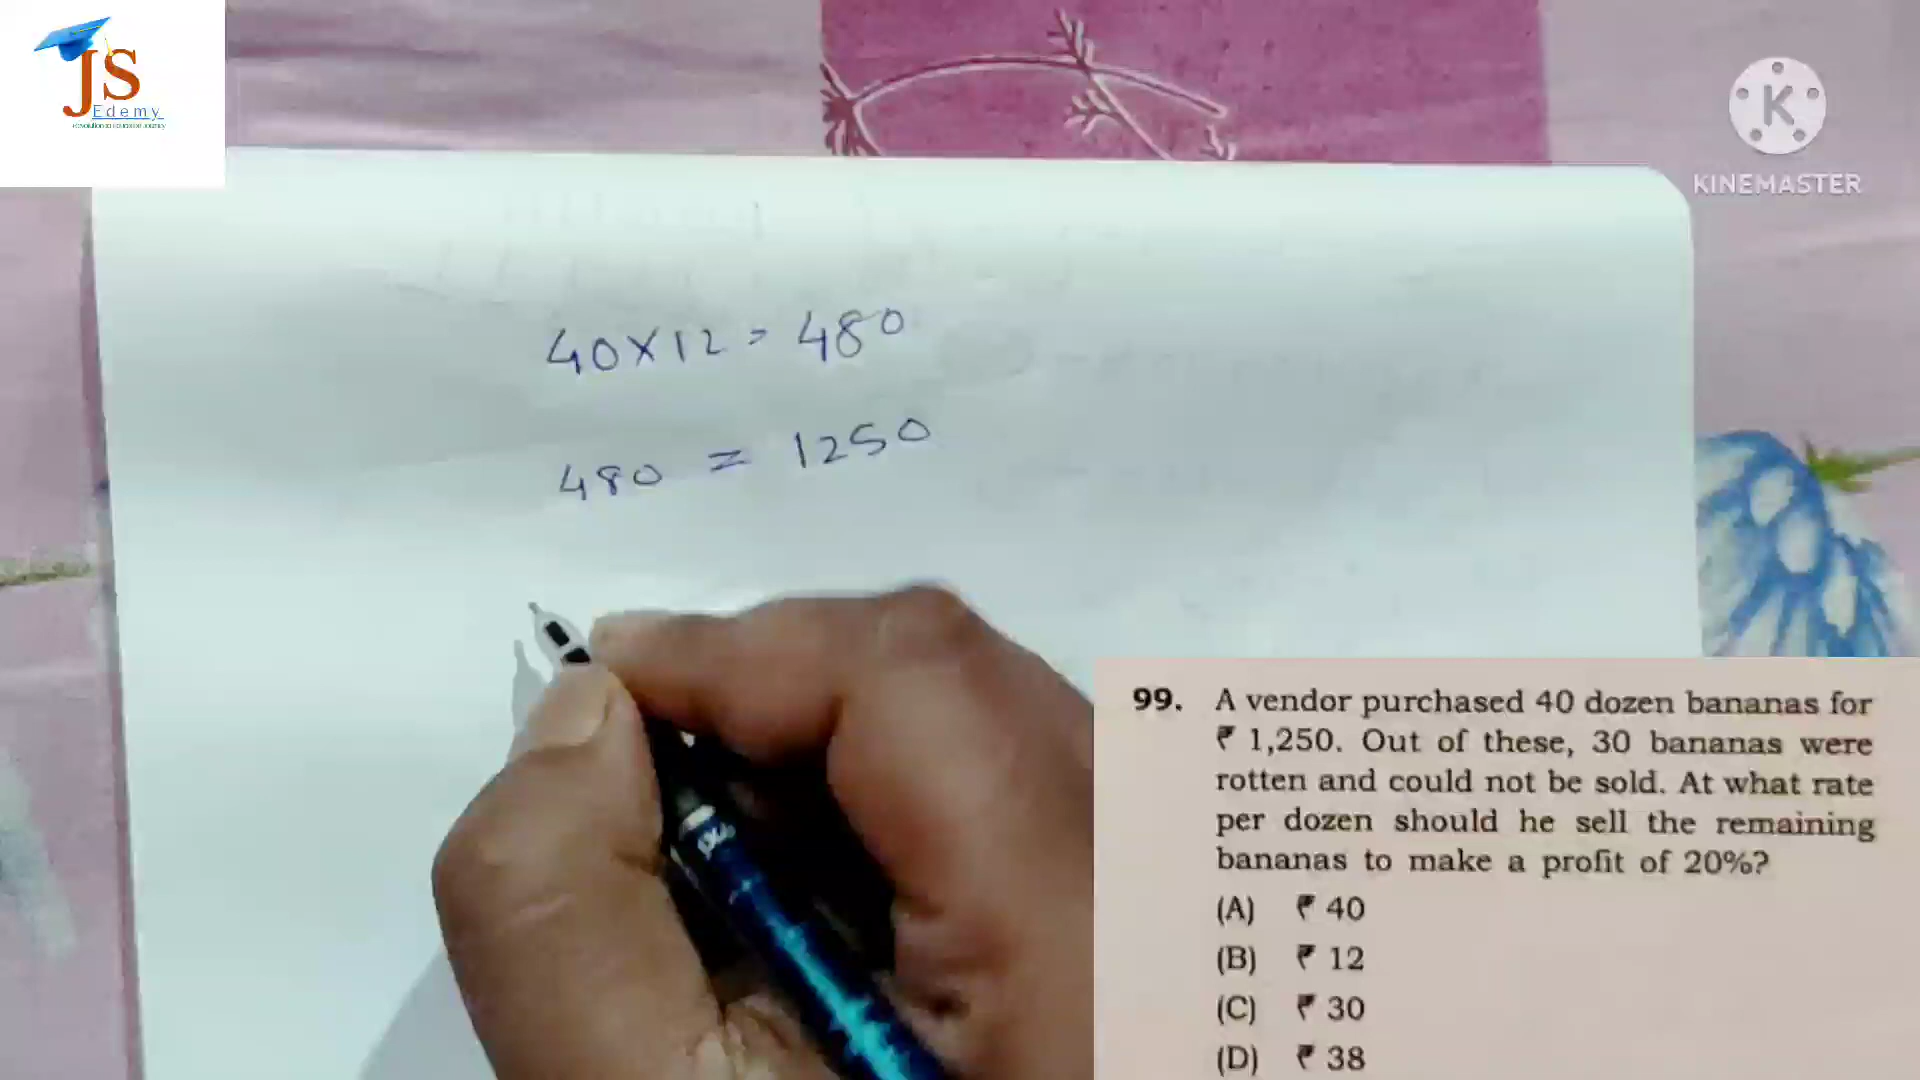 JS
Edemy
K
KINEMASTER
40×12 = 480
480 = 1250
99. A vendor purchased 40 dozen bananas for
₹ 1,250. Out of these, 30 bananas were
rotten and could not be sold. At what rate
per dozen should he sell the remaining
bananas to make a profit of 20%?
(A) ₹ 40
(B) ₹ 12
(C) ₹ 30
(D) ₹ 38